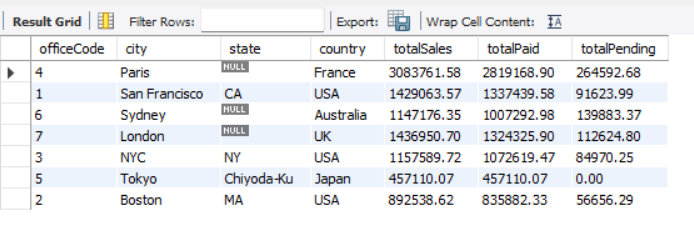 Result Grid Filter Rows: Export: Wrap Cell Content: IA
officeCode city state country totalSales totalPaid totalPending
4 Paris NULL France 3083761.58 2819168.90 264592.68
1 San Francisco CA USA 1429063.57 1337439.58 91623.99
6 Sydney NULL Australia 1147176.35 1007292.98 139883.37
7 London NULL UK 1436950.70 1324325.90 112624.80
3 NYC NY USA 1157589.72 1072619.47 84970.25
5 Tokyo Chiyoda-Ku Japan 457110.07 457110.07 0.00
2 Boston MA USA 892538.62 835882.33 56656.29